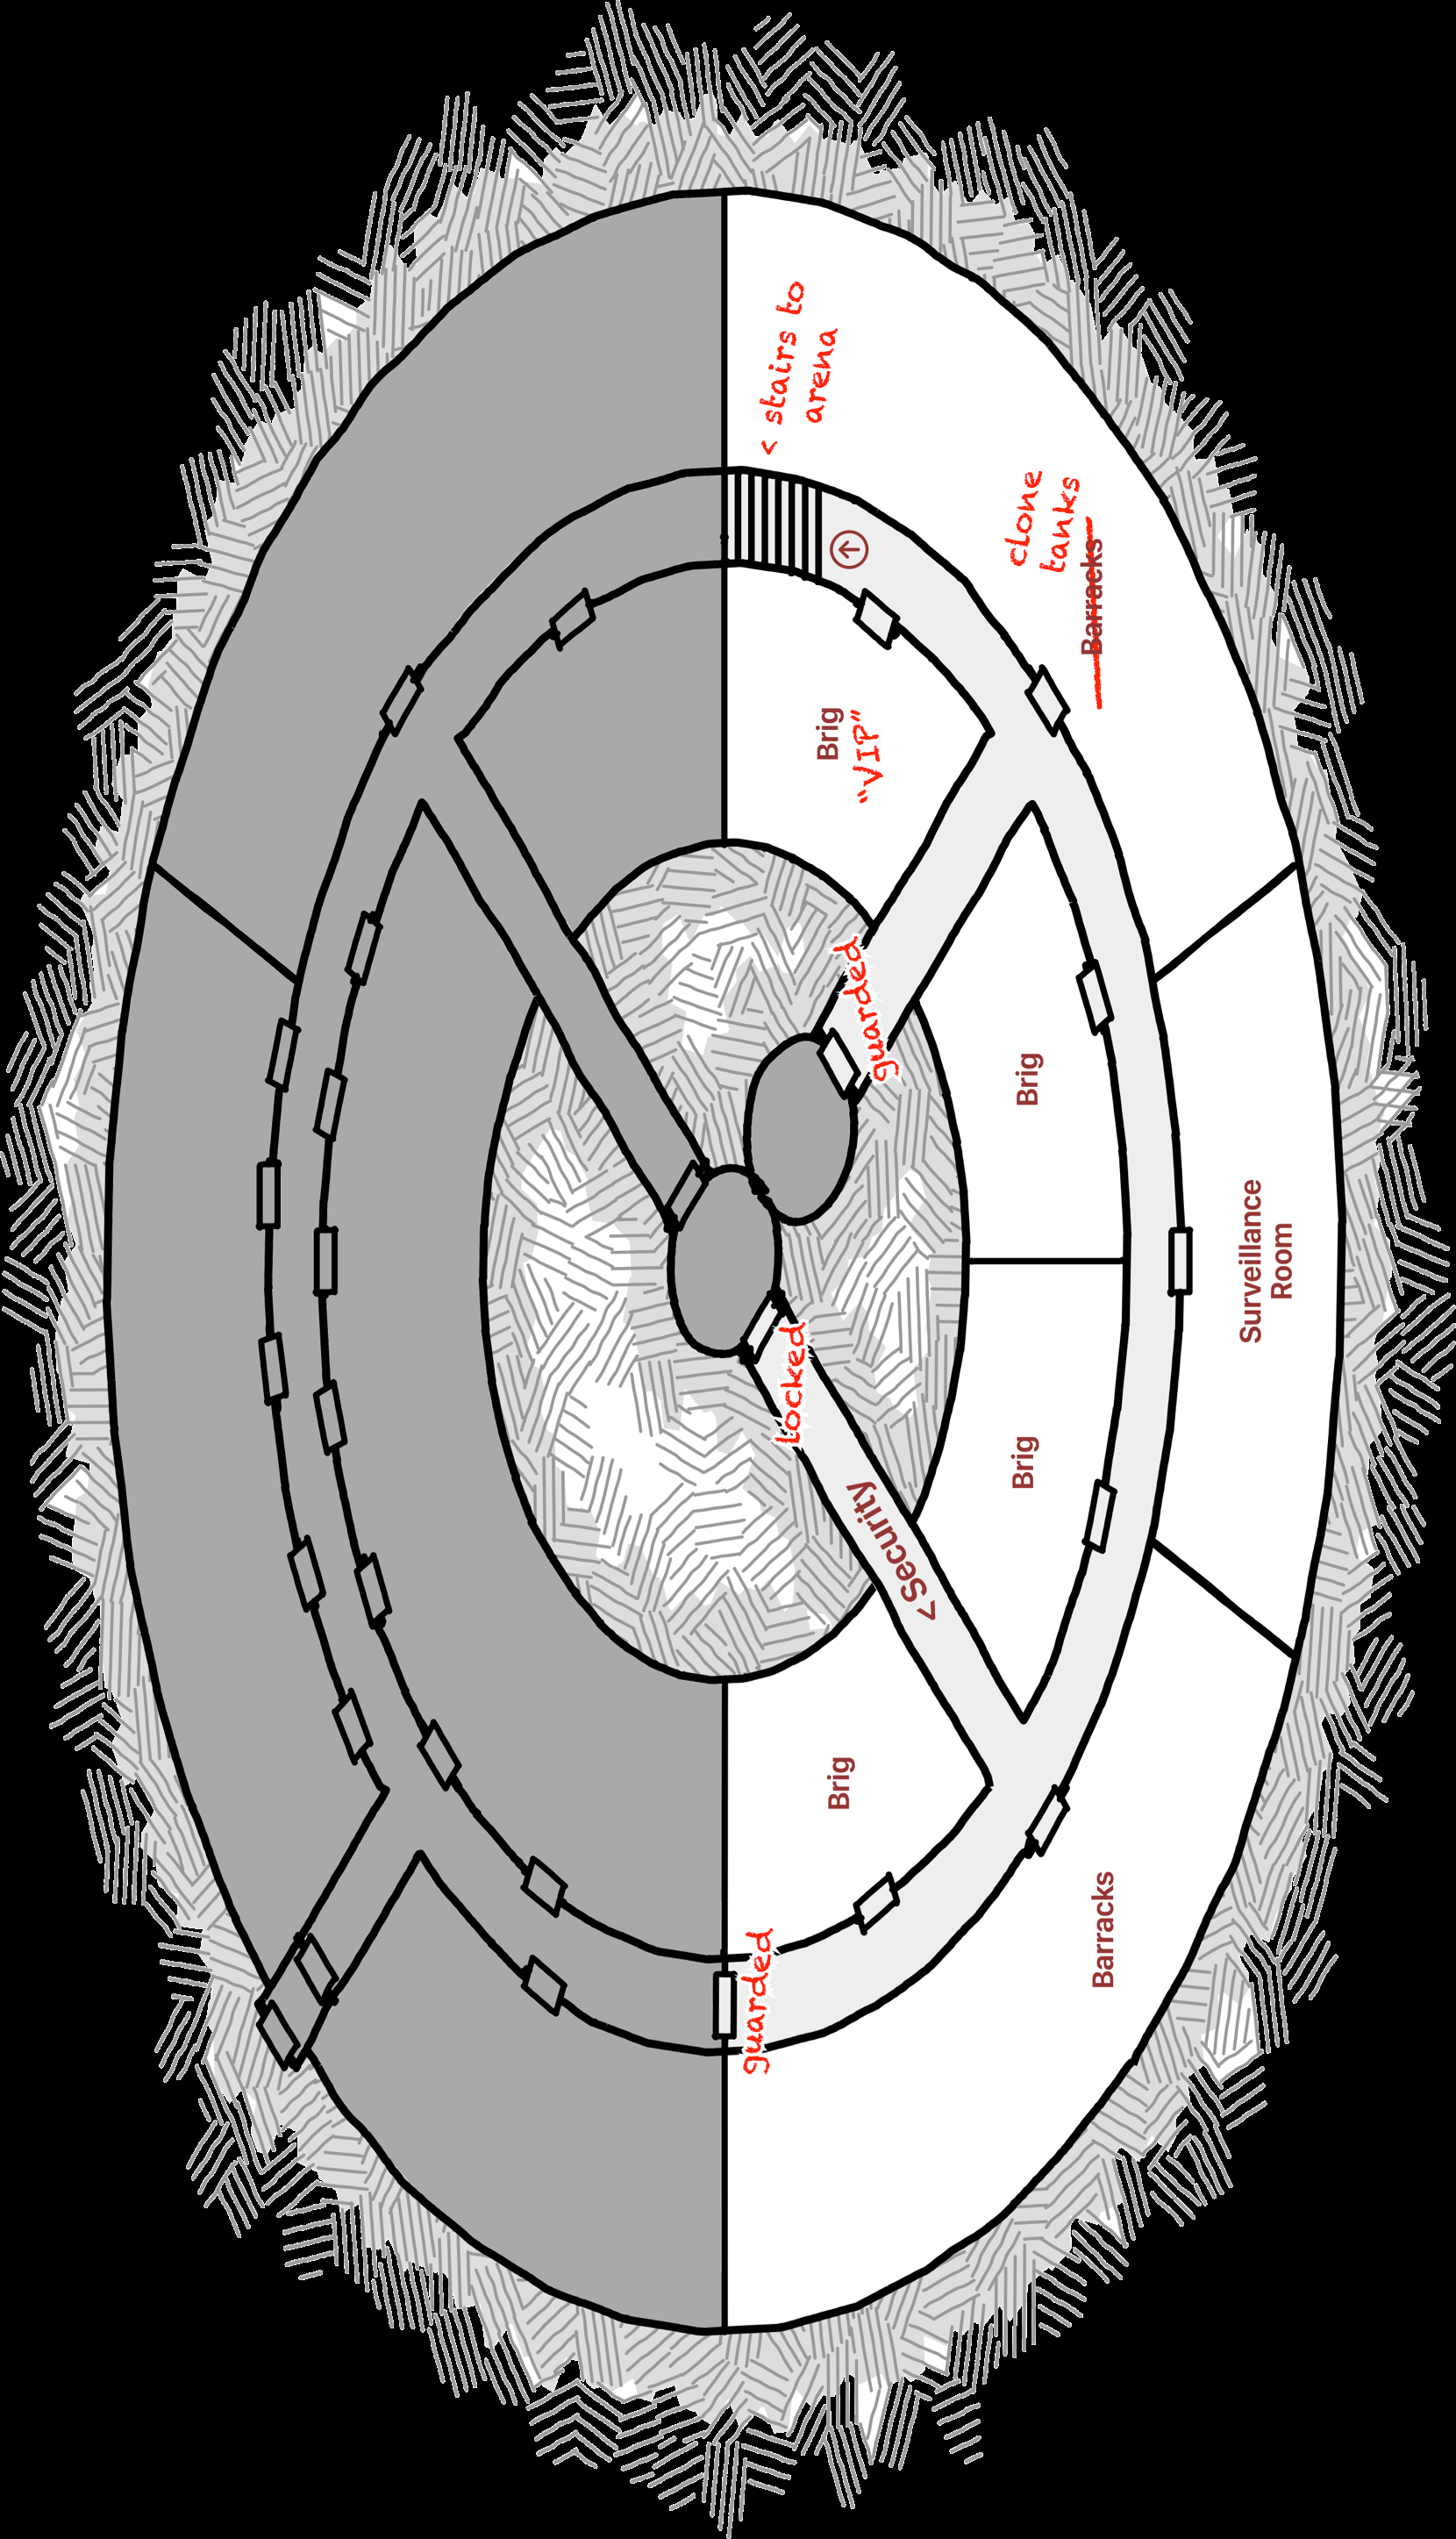 < stairs to
arena
clone
tanks
Barracks
Brig
"VIP"
guarded
Brig
Surveillance
Room
locked
< Security
Brig
Brig
guarded
Barracks